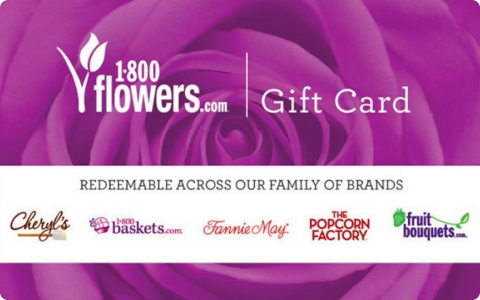 1·800
flowers.com
Gift Card
REDEEMABLE ACROSS OUR FAMILY OF BRANDS
Cheryl's
1·800
baskets.com
Fannie May
THE
POPCORN
FACTORY
fruit
bouquets.com